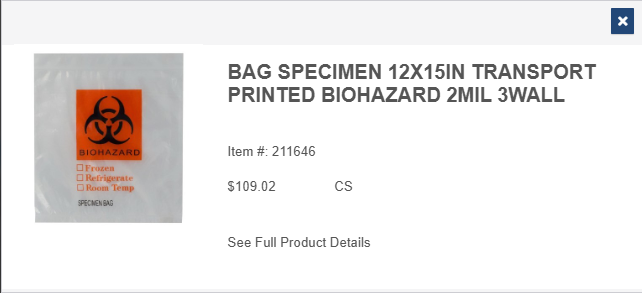 BAG SPECIMEN 12X15IN TRANSPORT
PRINTED BIOHAZARD 2MIL 3WALL
BIOHAZARD
Frozen
Refrigerate
Room Temp
SPECIMEN BAG
Item #: 211646
$109.02 CS
See Full Product Details